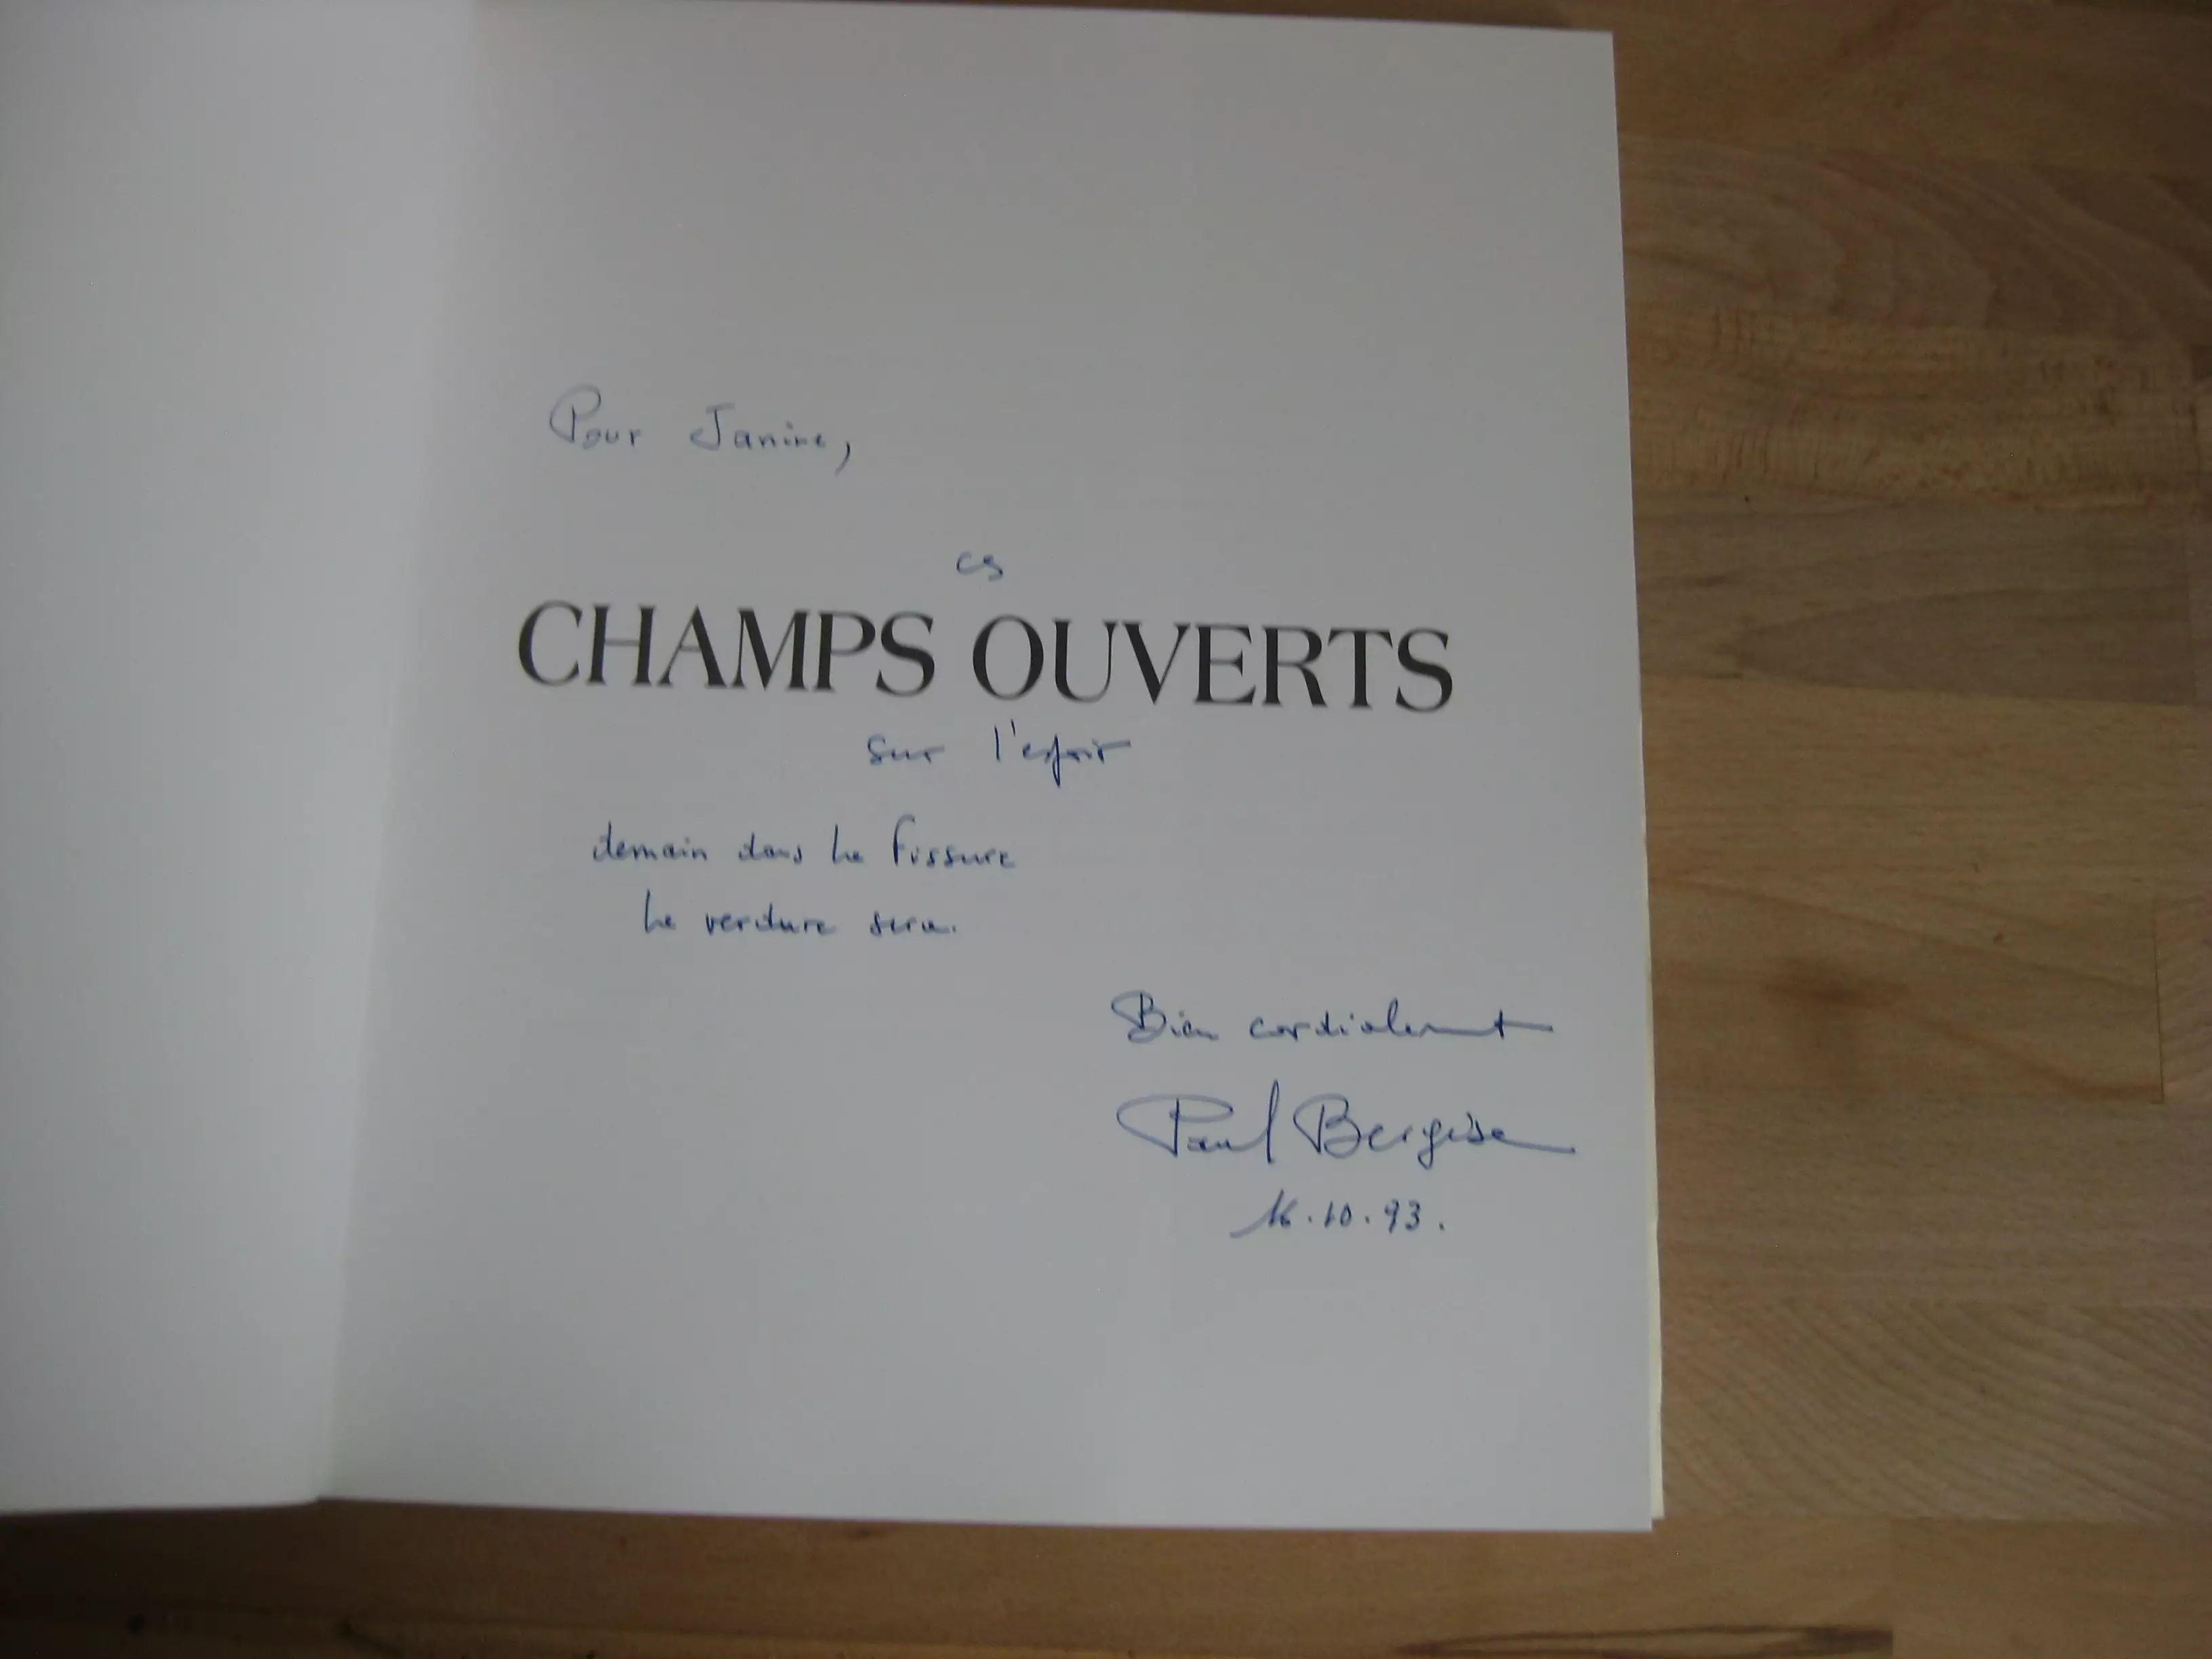 Pour Janine,
ces
CHAMPS OUVERTS
sur l'espoir
demain dans la fissure
la verdure sera.
Bien cordialement
Paul Bergèse
16.10.93.